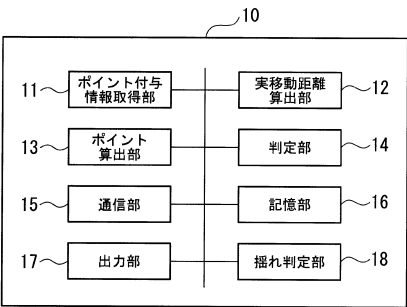 10
11
ポイント付与
情報取得部
実移動距離
算出部
12
13
ポイント
算出部
判定部
14
15
通信部
記憶部
16
17
出力部
揺れ判定部
18